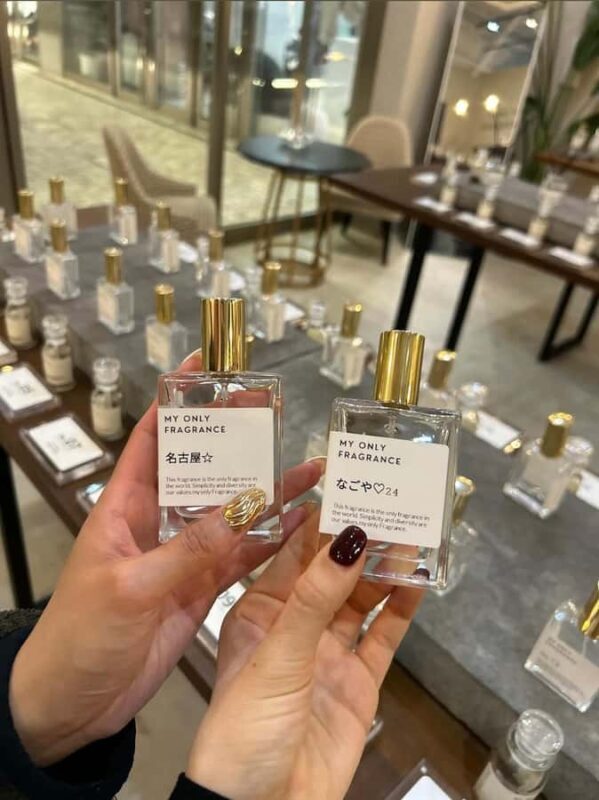 MY ONLY
FRAGRANCE
名古屋☆
This fragrance is the only fragrance in
the world. Simplicity and diversity are
our values.my only Fragrance.
MY ONLY
FRAGRANCE
なごや♡24
This fragrance is the only fragrance in
the world. Simplicity and diversity are
our values.my only Fragrance.